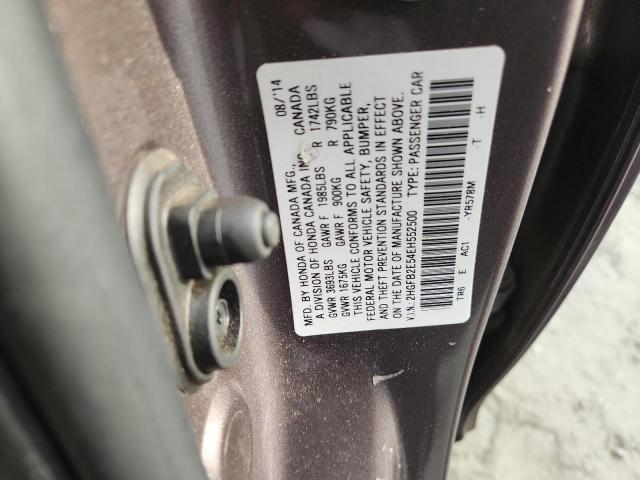 MFD. BY HONDA OF CANADA MFG., 08/'14
A DIVISION OF HONDA CANADA INC. CANADA
GVWR 3693LBS GAWR F 1985LBS R 1742LBS
GVWR 1675KG GAWR F 900KG R 790KG
THIS VEHICLE CONFORMS TO ALL APPLICABLE
FEDERAL MOTOR VEHICLE SAFETY, BUMPER,
AND THEFT PREVENTION STANDARDS IN EFFECT
ON THE DATE OF MANUFACTURE SHOWN ABOVE.
V.I.N.: 2HGFB2E54EH552500 TYPE: PASSENGER CAR
TR6 E AC1 -YR578M -T -H